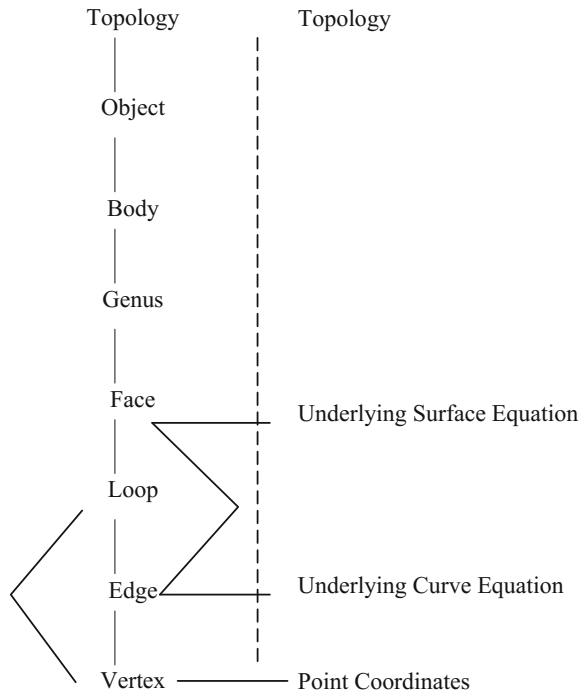 Topology
Topology
Object
Body
Genus
Face
Underlying Surface Equation
Loop
Edge
Underlying Curve Equation
Vertex
Point Coordinates